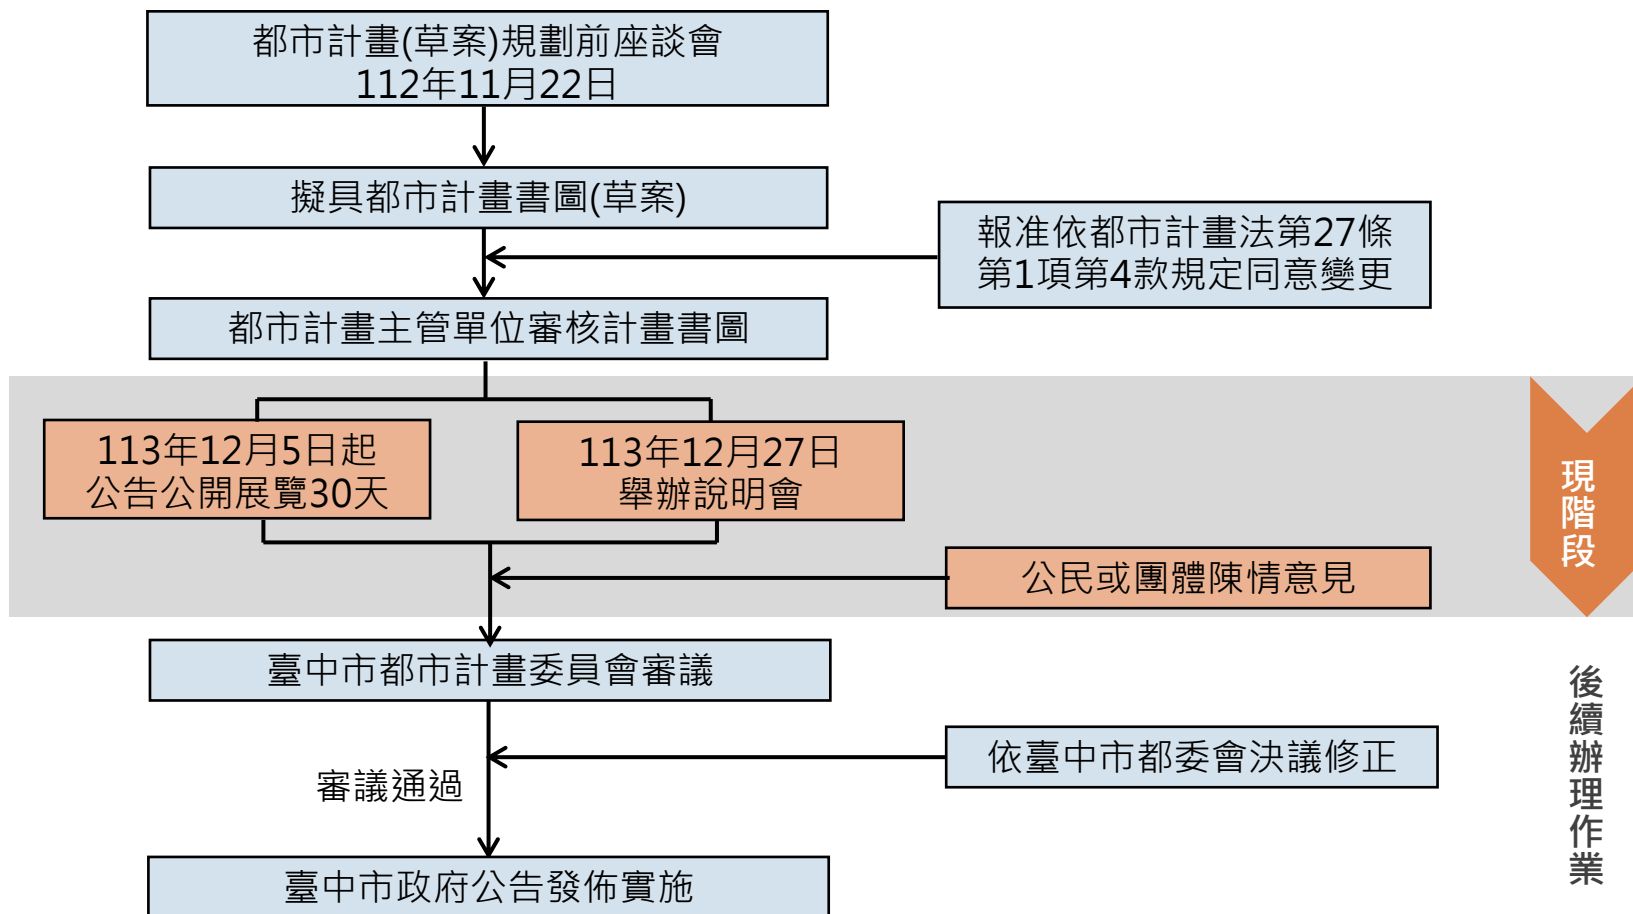 都市計畫(草案)規劃前座談會
112年11月22日
擬具都市計畫書圖(草案)
報准依都市計畫法第27條
第1項第4款規定同意變更
都市計畫主管單位審核計畫書圖
113年12月5日起
公告公開展覽30天
113年12月27日
舉辦說明會
現階段
公民或團體陳情意見
臺中市都市計畫委員會審議
後續辦理作業
依臺中市都委會決議修正
審議通過
臺中市政府公告發佈實施